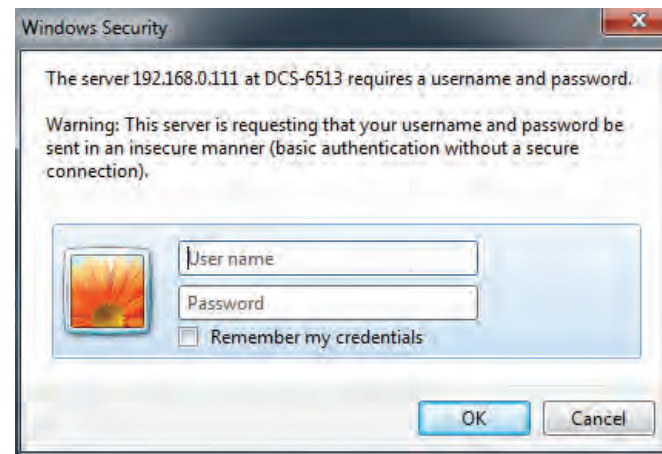 Windows Security
The server 192.168.0.111 at DCS-6513 requires a username and password.
Warning: This server is requesting that your username and password be
sent in an insecure manner (basic authentication without a secure
connection).
User name
Password
Remember my credentials
OK Cancel